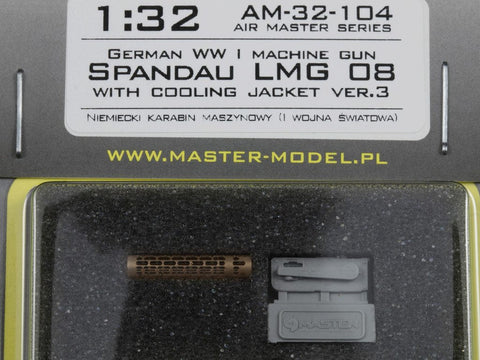 1:32
AM-32-104
AIR MASTER SERIES
GERMAN WW I MACHINE GUN
SPANDAU LMG 08
WITH COOLING JACKET VER.3
NIEMIECKI KARABIN MASZYNOWY (I WOJNA ŚWIATOWA)
WWW.MASTER-MODEL.PL
MASTER